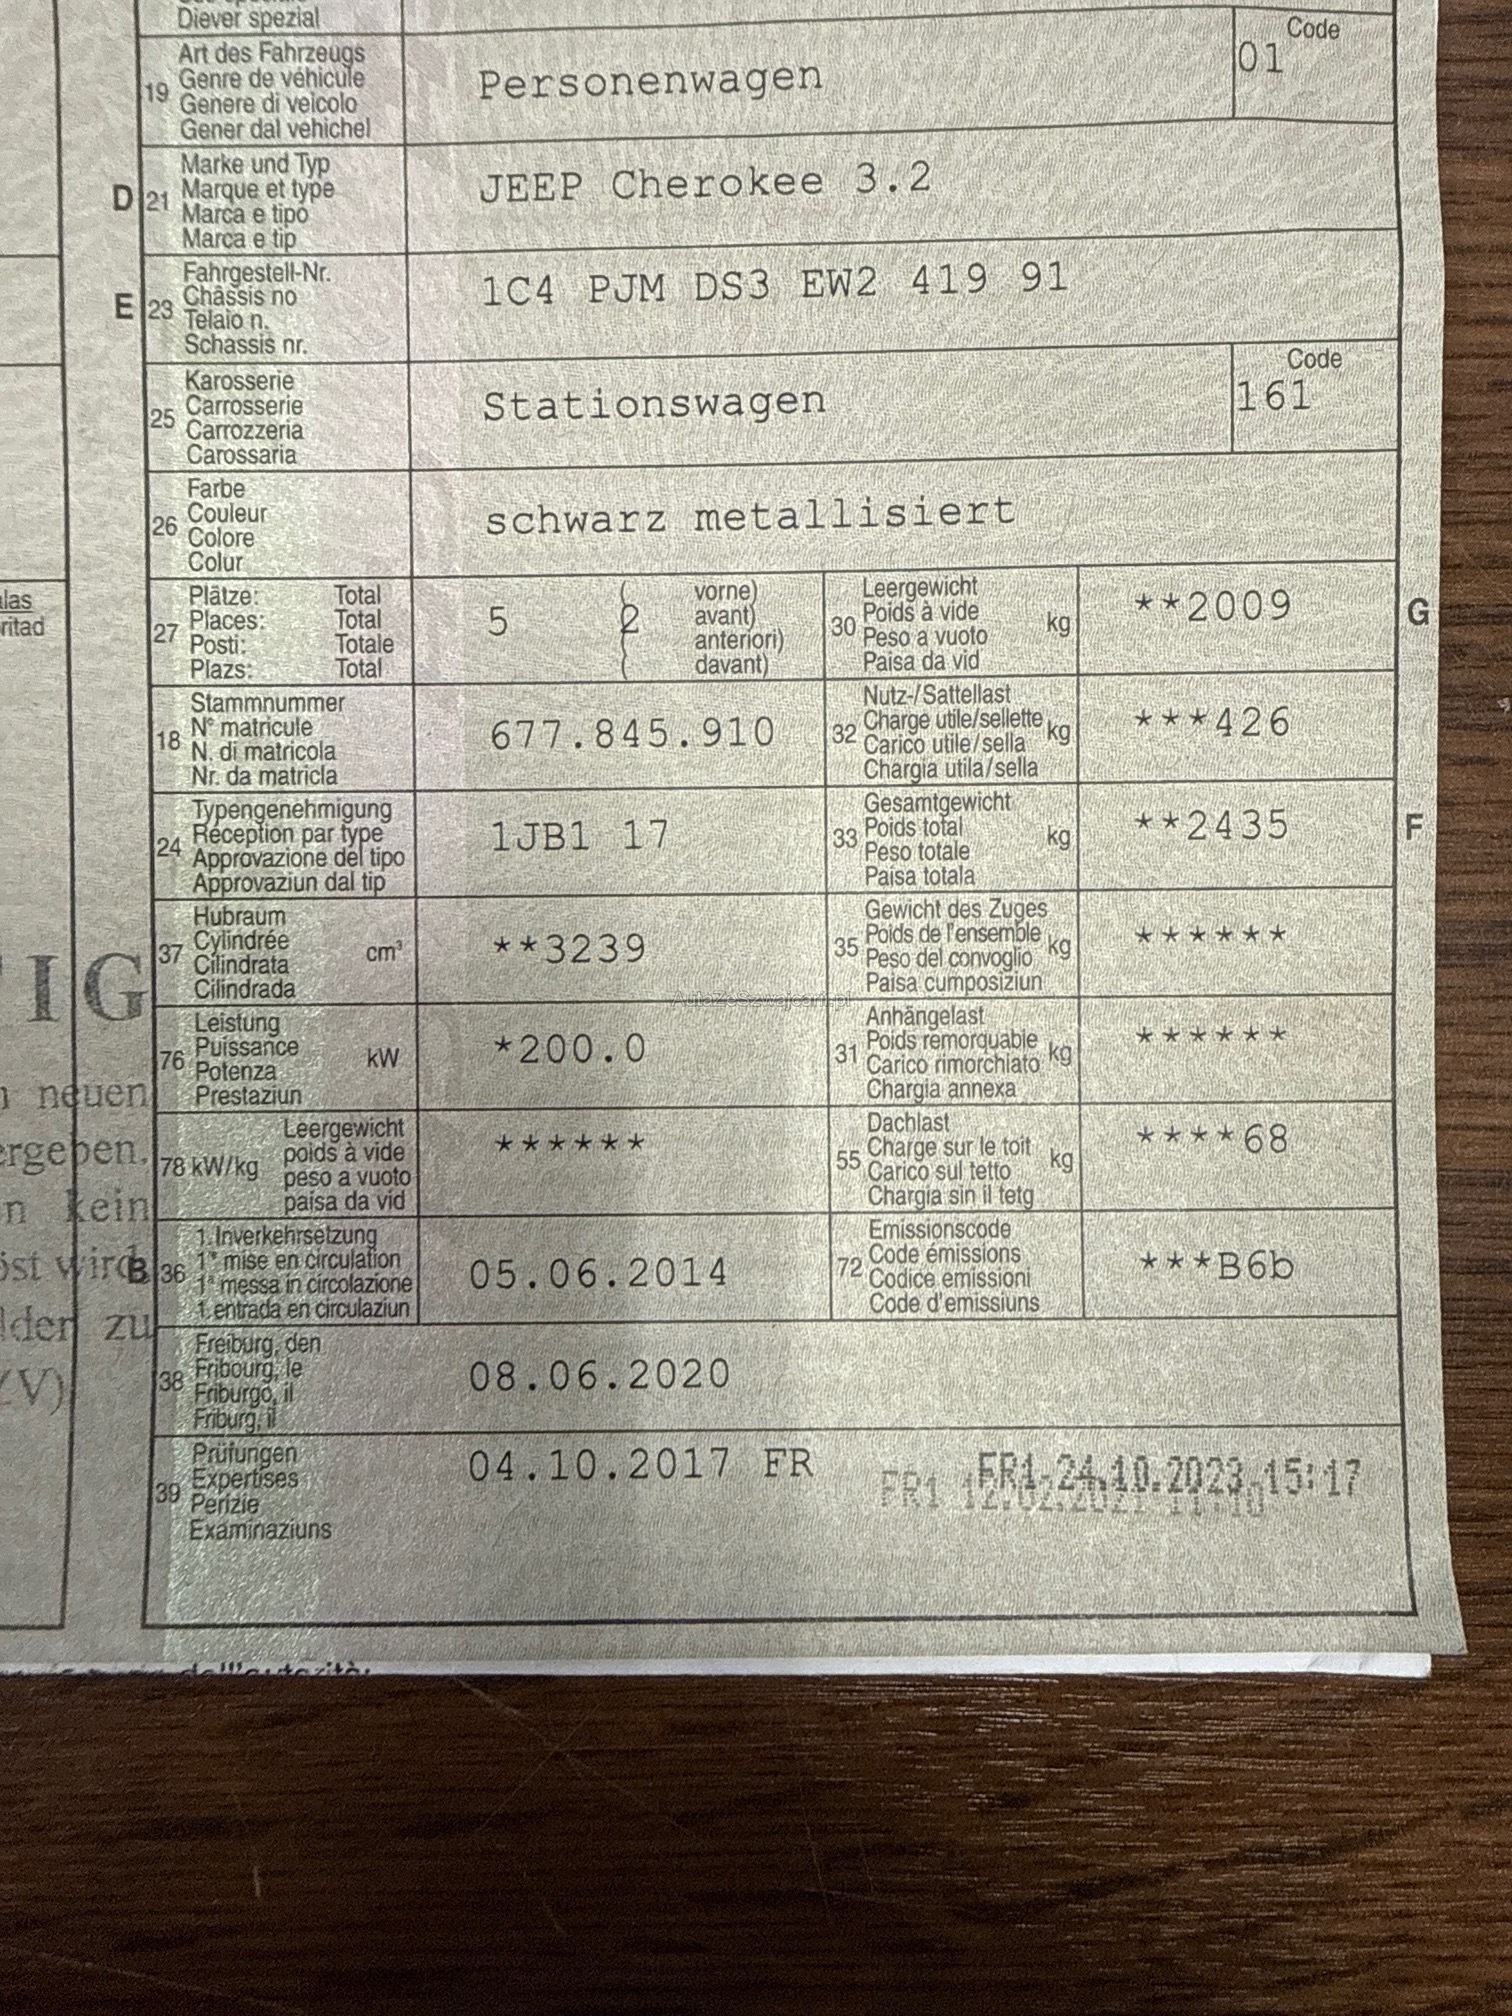 Diever spezial
19 Art des Fahrzeugs
Genre de véhicule
Genere di veicolo
Gener dal vehichel
Personenwagen
Code
01
D 21 Marke und Typ
Marque et type
Marca e tipo
Marca e tip
JEEP Cherokee 3.2
E 23 Fahrgestell-Nr.
Châssis no
Telaio n.
Schassis nr.
1C4 PJM DS3 EW2 419 91
25 Karosserie
Carrosserie
Carrozzeria
Carossaria
Stationswagen
Code
161
26 Farbe
Couleur
Colore
Colur
schwarz metallisiert
27 Plätze: Total
Places: Total
Posti: Totale
Plazs: Total
5 ( 2 vorne)
avant)
anteriori)
davant)
30 Leergewicht
Poids à vide
Peso a vuoto
Paisa da vid
kg
**2009
G
18 Stammnummer
N° matricule
N. di matricola
Nr. da matricla
677.845.910
32 Nutz-/Sattellast
Charge utile/sellette
Carico utile/sella
Chargia utila/sella
kg
***426
24 Typengenehmigung
Réception par type
Approvazione del tipo
Approvaziun dal tip
1JB1 17
33 Gesamtgewicht
Poids total
Peso totale
Paisa totala
kg
**2435
F
37 Hubraum
Cylindrée
Cilindrata
Cilindrada
cm³
**3239
35 Gewicht des Zuges
Poids de l'ensemble
Peso del convoglio
Paisa cumposiziun
kg
******
AutaZeSzwajcarii.pl
76 Leistung
Puissance
Potenza
Prestaziun
kW
*200.0
31 Anhängelast
Poids remorquable
Carico rimorchiato
Chargia annexa
kg
******
78 kW/kg
Leergewicht
poids à vide
peso a vuoto
paisa da vid
******
55 Dachlast
Charge sur le toit
Carico sul tetto
Chargia sin il tetg
kg
****68
B 36 1. Inverkehrsetzung
1re mise en circulation
1a messa in circolazione
1. entrada en circulaziun
05.06.2014
72 Emissionscode
Code émissions
Codice emissioni
Code d'emissiuns
***B6b
38 Freiburg, den
Fribourg, le
Friburgo, il
Friburg, il
08.06.2020
39 Prüfungen
Expertises
Perizie
Examinaziuns
04.10.2017 FR
FR1 24.10.2023 15:17
FR1
IG
neuen
kein
zu